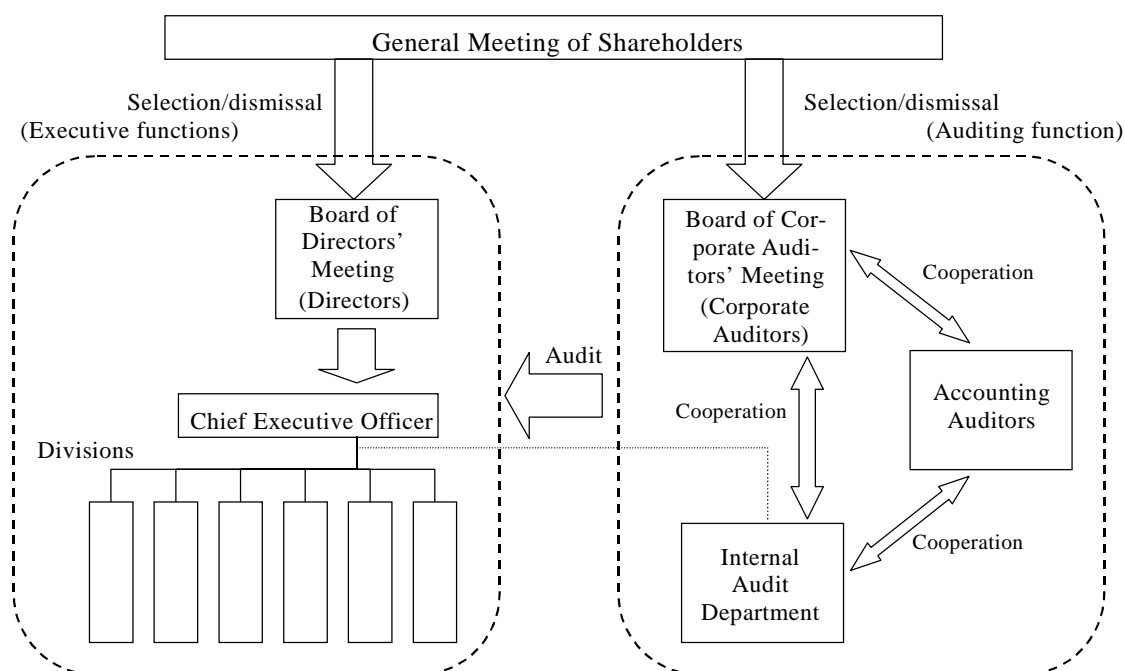 General Meeting of Shareholders
Selection/dismissal
(Executive functions)
Selection/dismissal
(Auditing function)
Board of
Directors’
Meeting
(Directors)
Board of Cor-
porate Audi-
tors’ Meeting
(Corporate
Auditors)
Cooperation
Audit
Accounting
Auditors
Chief Executive Officer
Cooperation
Divisions
Cooperation
Internal
Audit
Department